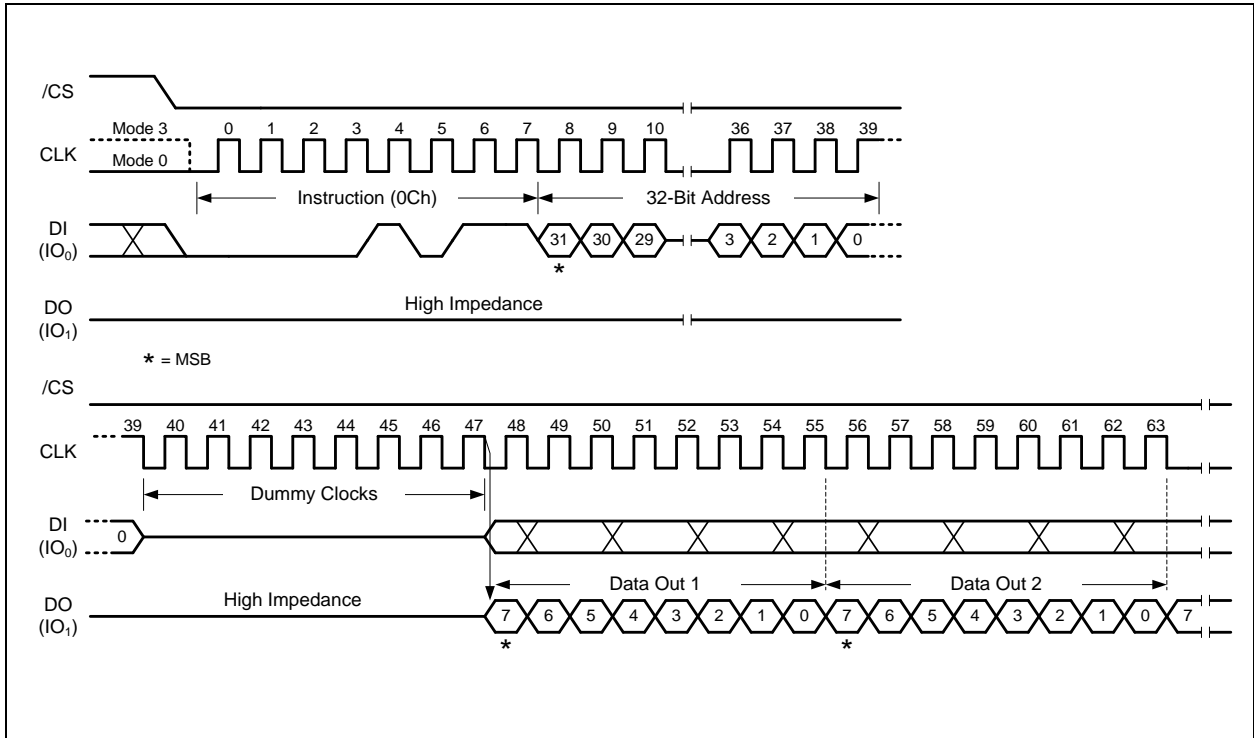 /CS
Mode 3
0 1 2 3 4 5 6 7 8 9 10 36 37 38 39
CLK
Mode 0
Instruction (0Ch) 32-Bit Address
DI
(IO₀)
31 30 29 3 2 1 0
*
DO
(IO₁)
High Impedance
* = MSB
/CS
39 40 41 42 43 44 45 46 47 48 49 50 51 52 53 54 55 56 57 58 59 60 61 62 63
CLK
Dummy Clocks
DI
(IO₀)
0
Data Out 1 Data Out 2
DO
(IO₁)
High Impedance
7 6 5 4 3 2 1 0 7 6 5 4 3 2 1 0 7
* *